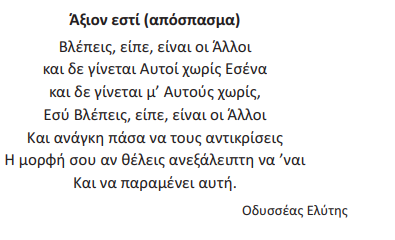 Άξιον εστί (απόσπασμα)
Βλέπεις, είπε, είναι οι Άλλοι
και δε γίνεται Αυτοί χωρίς Εσένα
και δε γίνεται μ’ Αυτούς χωρίς,
Εσύ Βλέπεις, είπε, είναι οι Άλλοι
Και ανάγκη πάσα να τους αντικρίσεις
Η μορφή σου αν θέλεις ανεξάλειπτη να ’ναι
Και να παραμένει αυτή.
Οδυσσέας Ελύτης